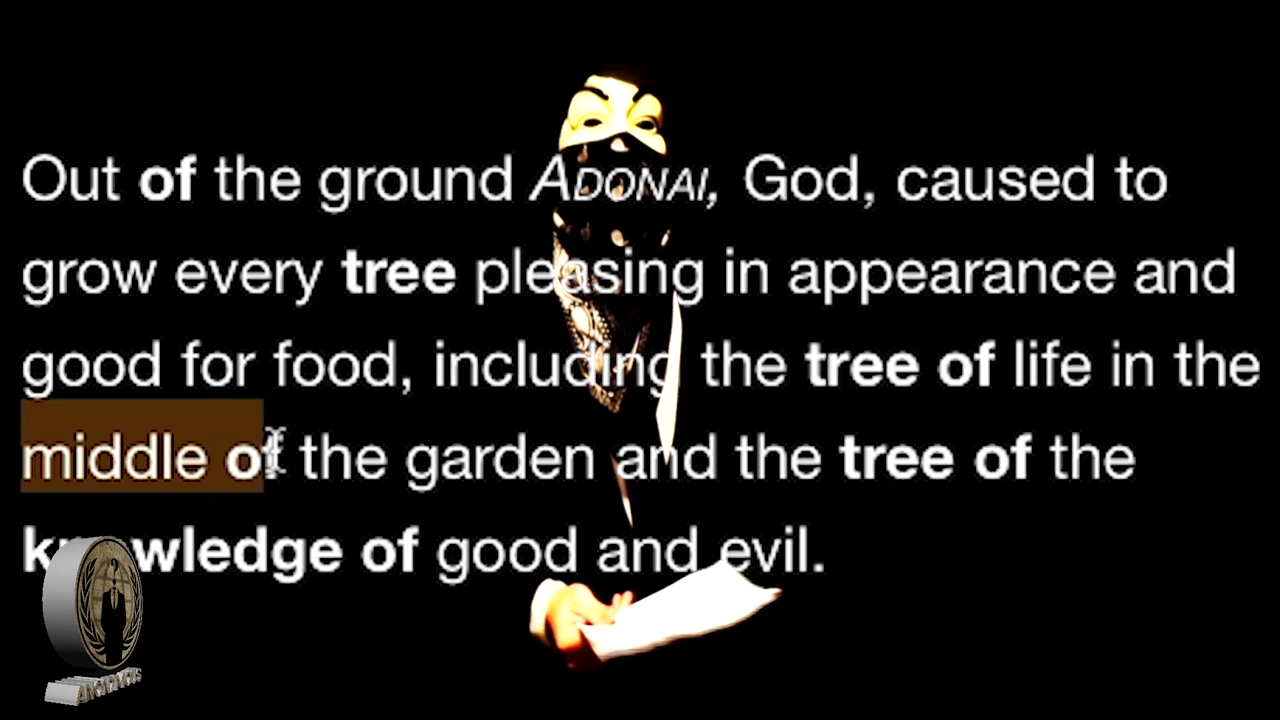 Out of the ground ADONAI, God, caused to
grow every tree pleasing in appearance and
good for food, including the tree of life in the
middle of the garden and the tree of the
knowledge of good and evil.
ANONYMOUS